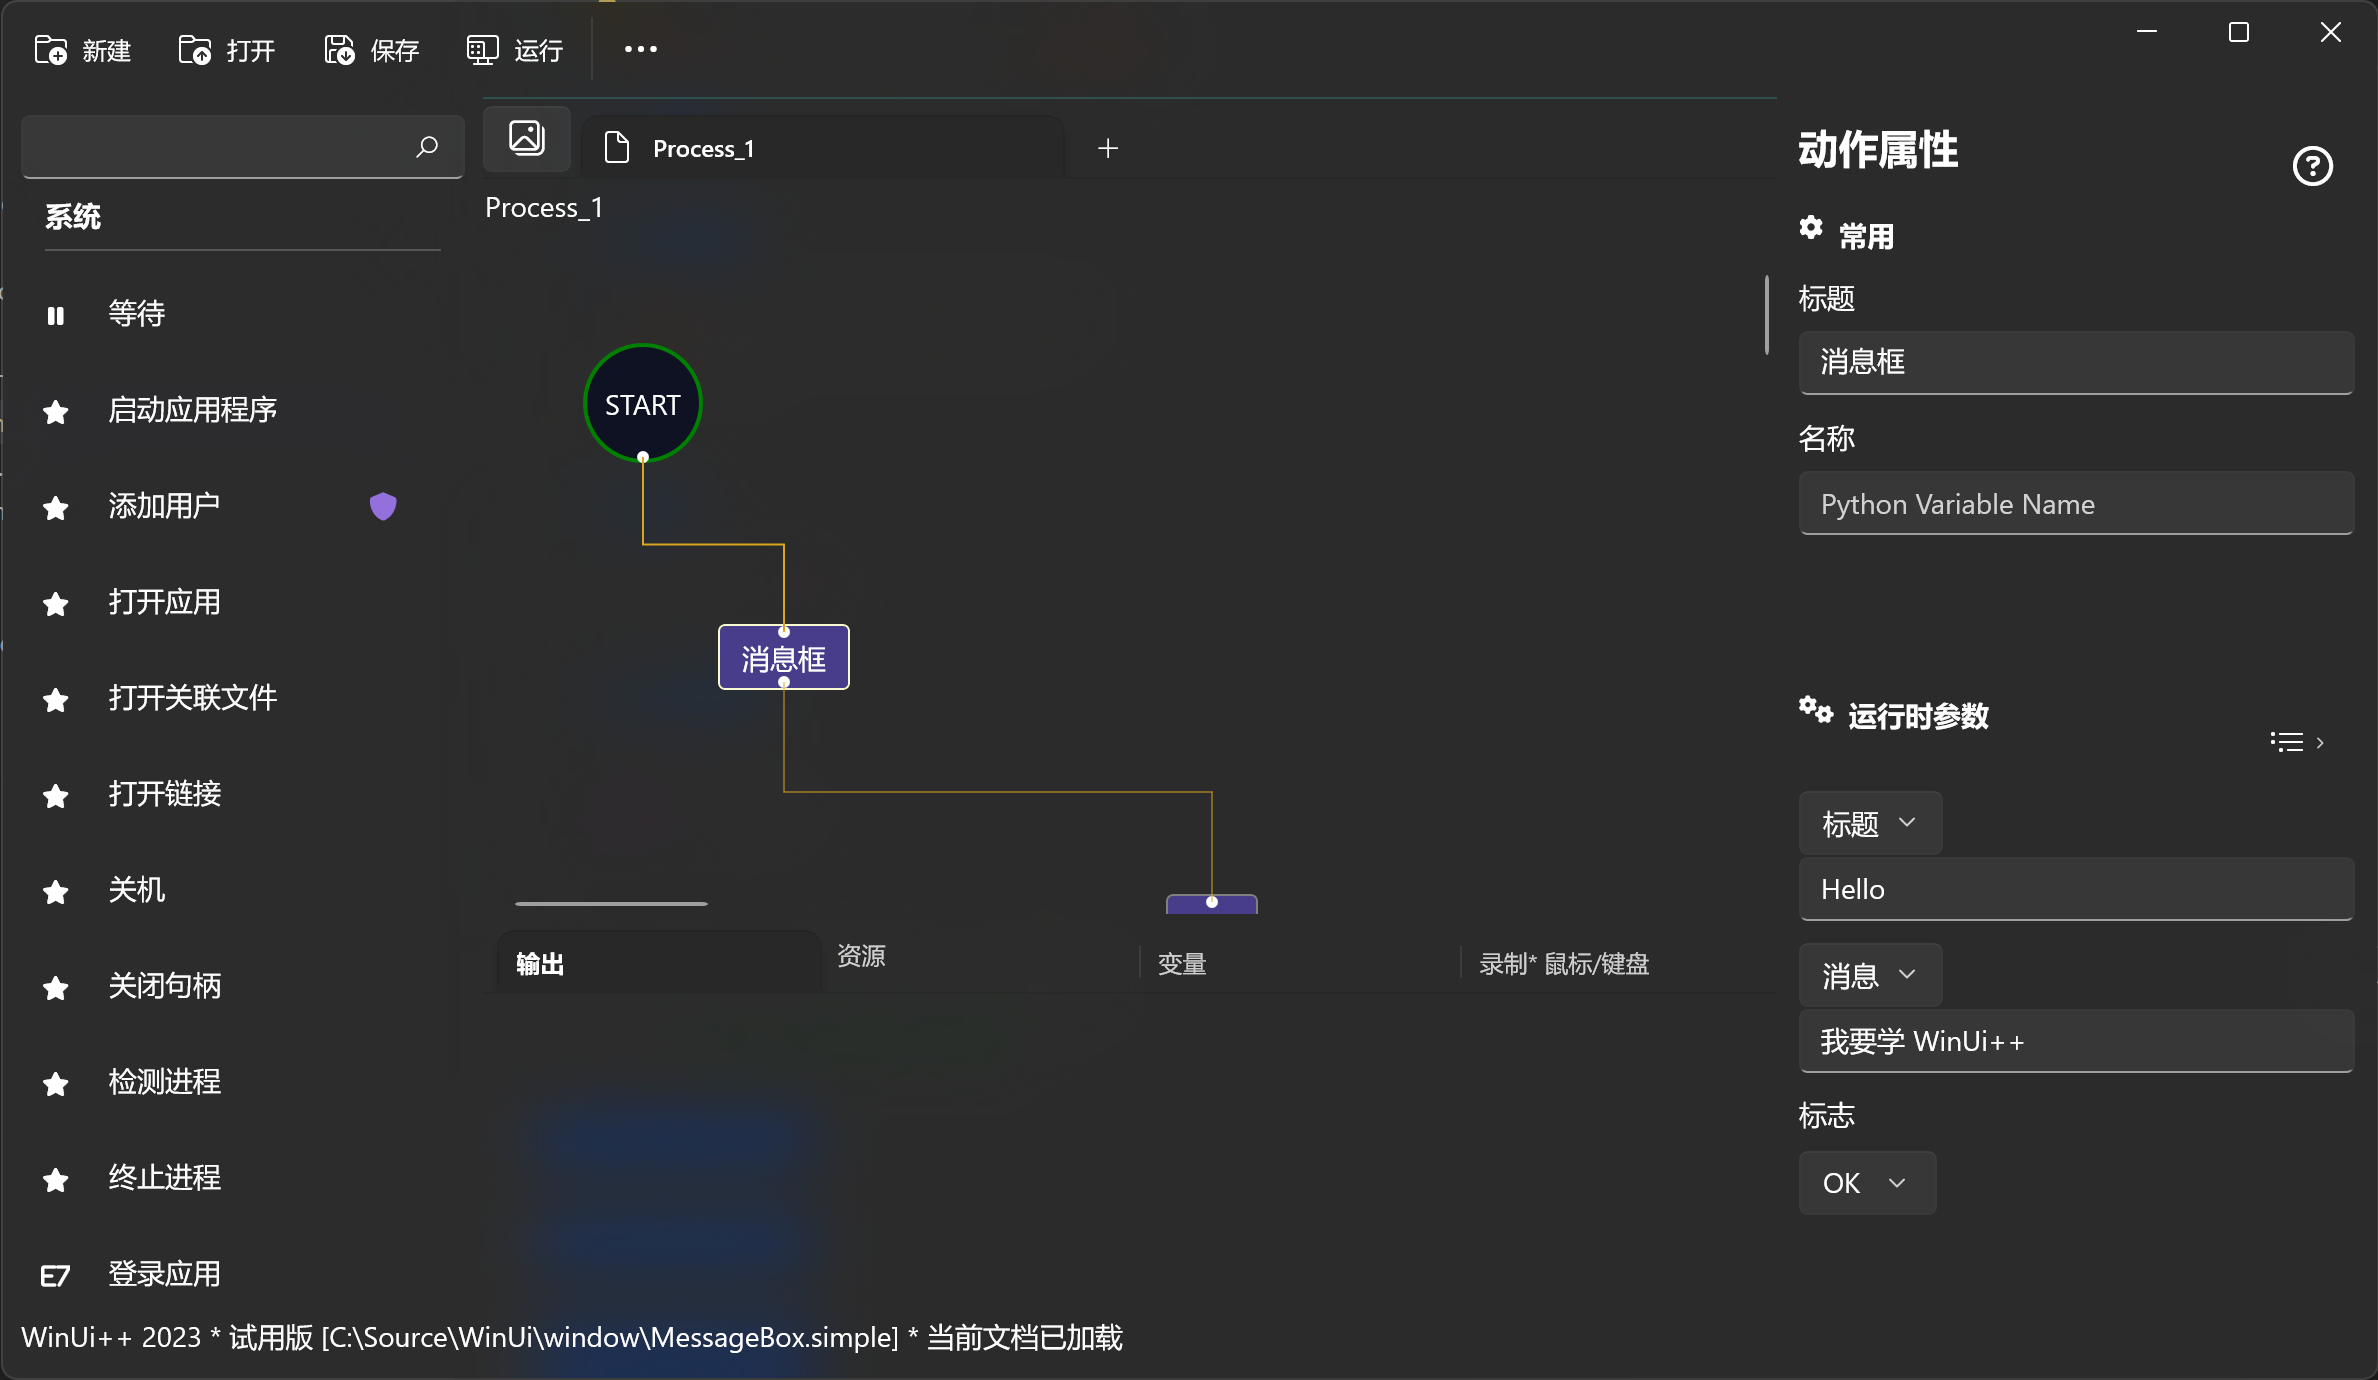 新建
打开
保存
运行
系统
等待
启动应用程序
添加用户
打开应用
打开关联文件
打开链接
关机
关闭句柄
检测进程
终止进程
登录应用
Process_1
Process_1
START
消息框
输出
资源
变量
录制* 鼠标/键盘
动作属性
常用
标题
消息框
名称
Python Variable Name
运行时参数
标题
Hello
消息
我要学 WinUi++
标志
OK
WinUi++ 2023 * 试用版 [C:\Source\WinUi\window\MessageBox.simple] * 当前文档已加载